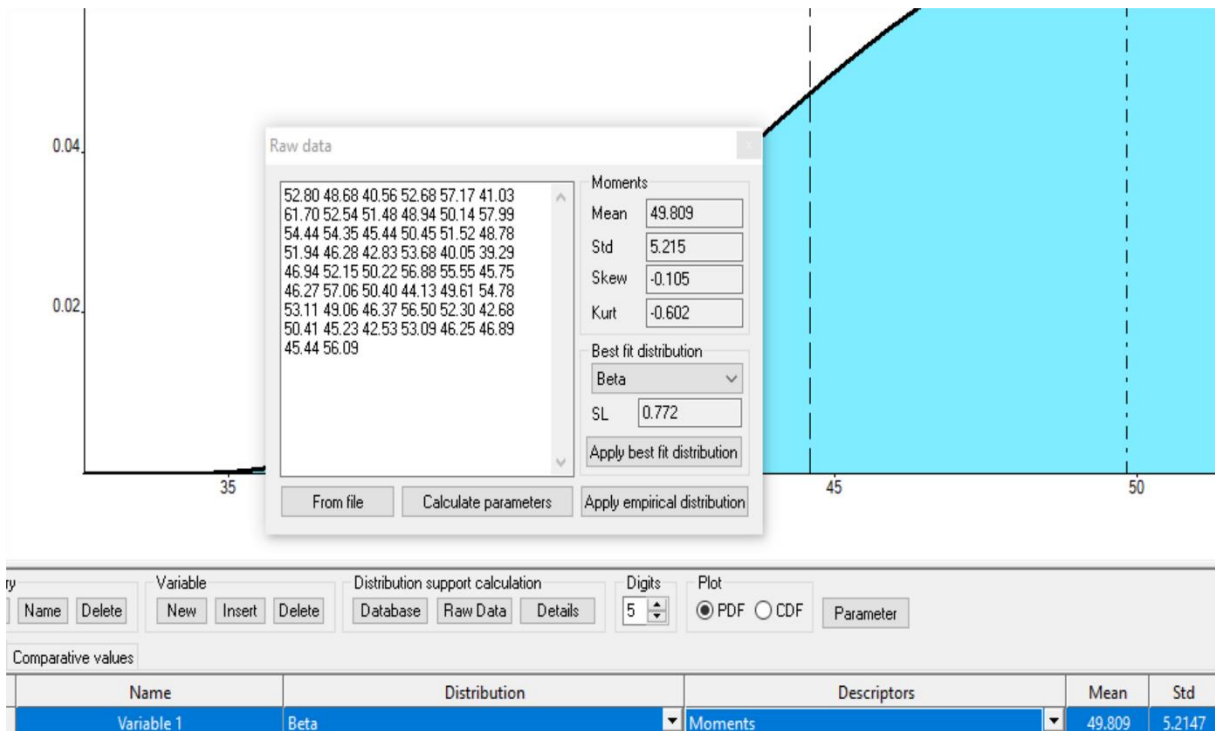 0.04
0.02
35
45
50
Raw data
52.80 48.68 40.56 52.68 57.17 41.03
61.70 52.54 51.48 48.94 50.14 57.99
54.44 54.35 45.44 50.45 51.52 48.78
51.94 46.28 42.83 53.68 40.05 39.29
46.94 52.15 50.22 56.88 55.55 45.75
46.27 57.06 50.40 44.13 49.61 54.78
53.11 49.06 46.37 56.50 52.30 42.68
50.41 45.23 42.53 53.09 46.25 46.89
45.44 56.09
Moments
Mean 49.809
Std 5.215
Skew -0.105
Kurt -0.602
Best fit distribution
Beta
SL 0.772
Apply best fit distribution
From file Calculate parameters Apply empirical distribution
Variable Distribution support calculation Digits Plot
Name Delete New Insert Delete Database Raw Data Details 5 PDF CDF Parameter
Comparative values
Name Distribution Descriptors Mean Std
Variable 1 Beta Moments 49.809 5.2147